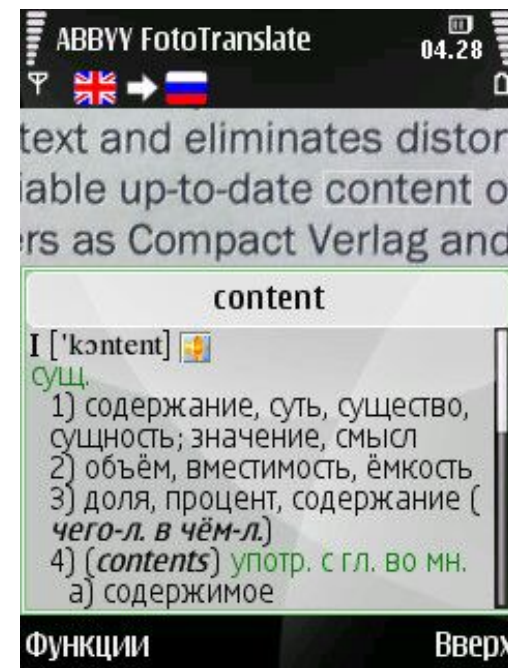 ABBYY FotoTranslate
04.28
text and eliminates distor
iable up-to-date content o
rs as Compact Verlag and
content
I ['kɔntent]
сущ.
1) содержание, суть, существо,
сущность; значение, смысл
2) объём, вместимость, ёмкость
3) доля, процент, содержание (
чего-л. в чём-л.)
4) (contents) употр. с гл. во мн.
а) содержимое
Функции
Вверх